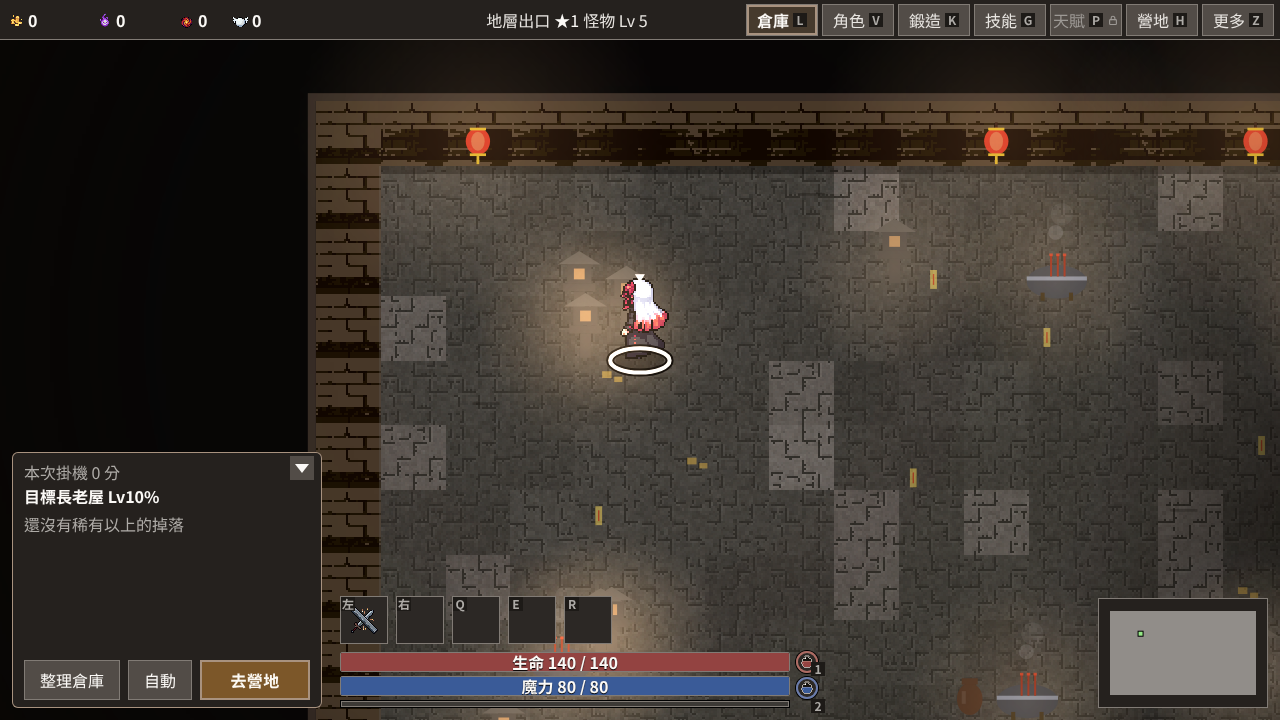 0 0 0 0 地層出口 ★1 怪物 Lv 5 倉庫 L 角色 V 鍛造 K 技能 G 天賦 P 營地 H 更多 Z
本次掛機 0 分
目標長老屋 Lv10%
還沒有稀有以上的掉落
整理倉庫 自動 去營地
左 右 Q E R
生命 140 / 140 1
魔力 80 / 80 2